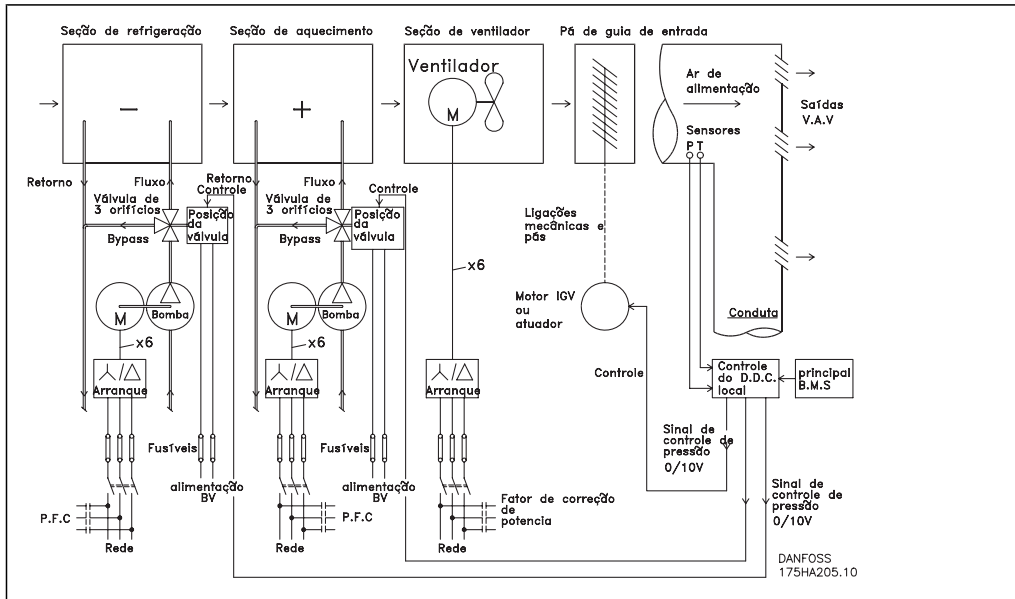 Seção de refrigeração
Seção de aquecimento
Seção de ventilador
Pá de guia de entrada
−
+
Ventilador
M
Ar de
alimentação
Sensores
P T
Saídas
V.A.V
Retorno
Fluxo
Válvula de
3 orifícios
Bypass
Controle
Posição
da
válvula
Retorno
Fluxo
Válvula de
3 orifícios
Bypass
Controle
Posição
da
válvula
x6
Ligações
mecânicas e
pás
Motor IGV
ou
atuador
Conduta
M
Bomba
x6
Arranque
M
Bomba
x6
Arranque
Arranque
Controle
Controle
do D.D.C.
local
principal
B.M.S
Fusíveis
alimentação
BV
Fusíveis
alimentação
BV
Sinal de
controle de
pressão
0/10V
Sinal de
controle de
pressão
0/10V
P.F.C
Rede
P.F.C
Rede
Fator de correção
de
potencia
Rede
DANFOSS
175HA205.10